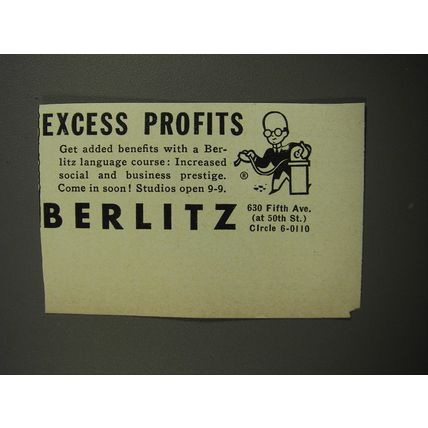 EXCESS PROFITS
Get added benefits with a Ber-
litz language course: Increased
social and business prestige.
Come in soon! Studios open 9-9.
®
BERLITZ
630 Fifth Ave.
(at 50th St.)
CIrcle 6-0110